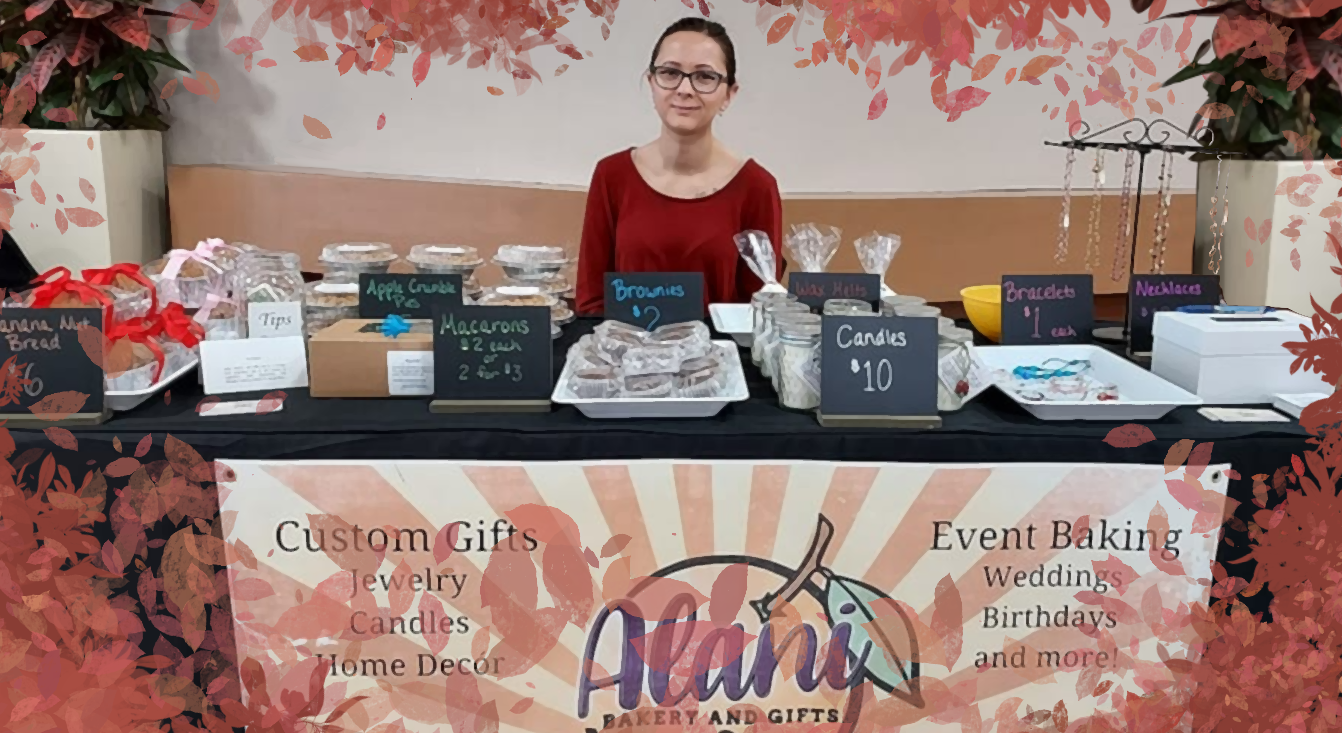 Apple Crumble
Pies
Brownies
$2
Wax Melts
Bracelets
$1 each
Necklaces
Banana Nut
Bread
$6
Tips
Macarons
$2 each
or
2 for $3
Candles
$10
Custom Gifts
Jewelry
Candles
Home Decór
Event Baking
Weddings
Birthdays
and more!
Alani
BAKERY AND GIFTS